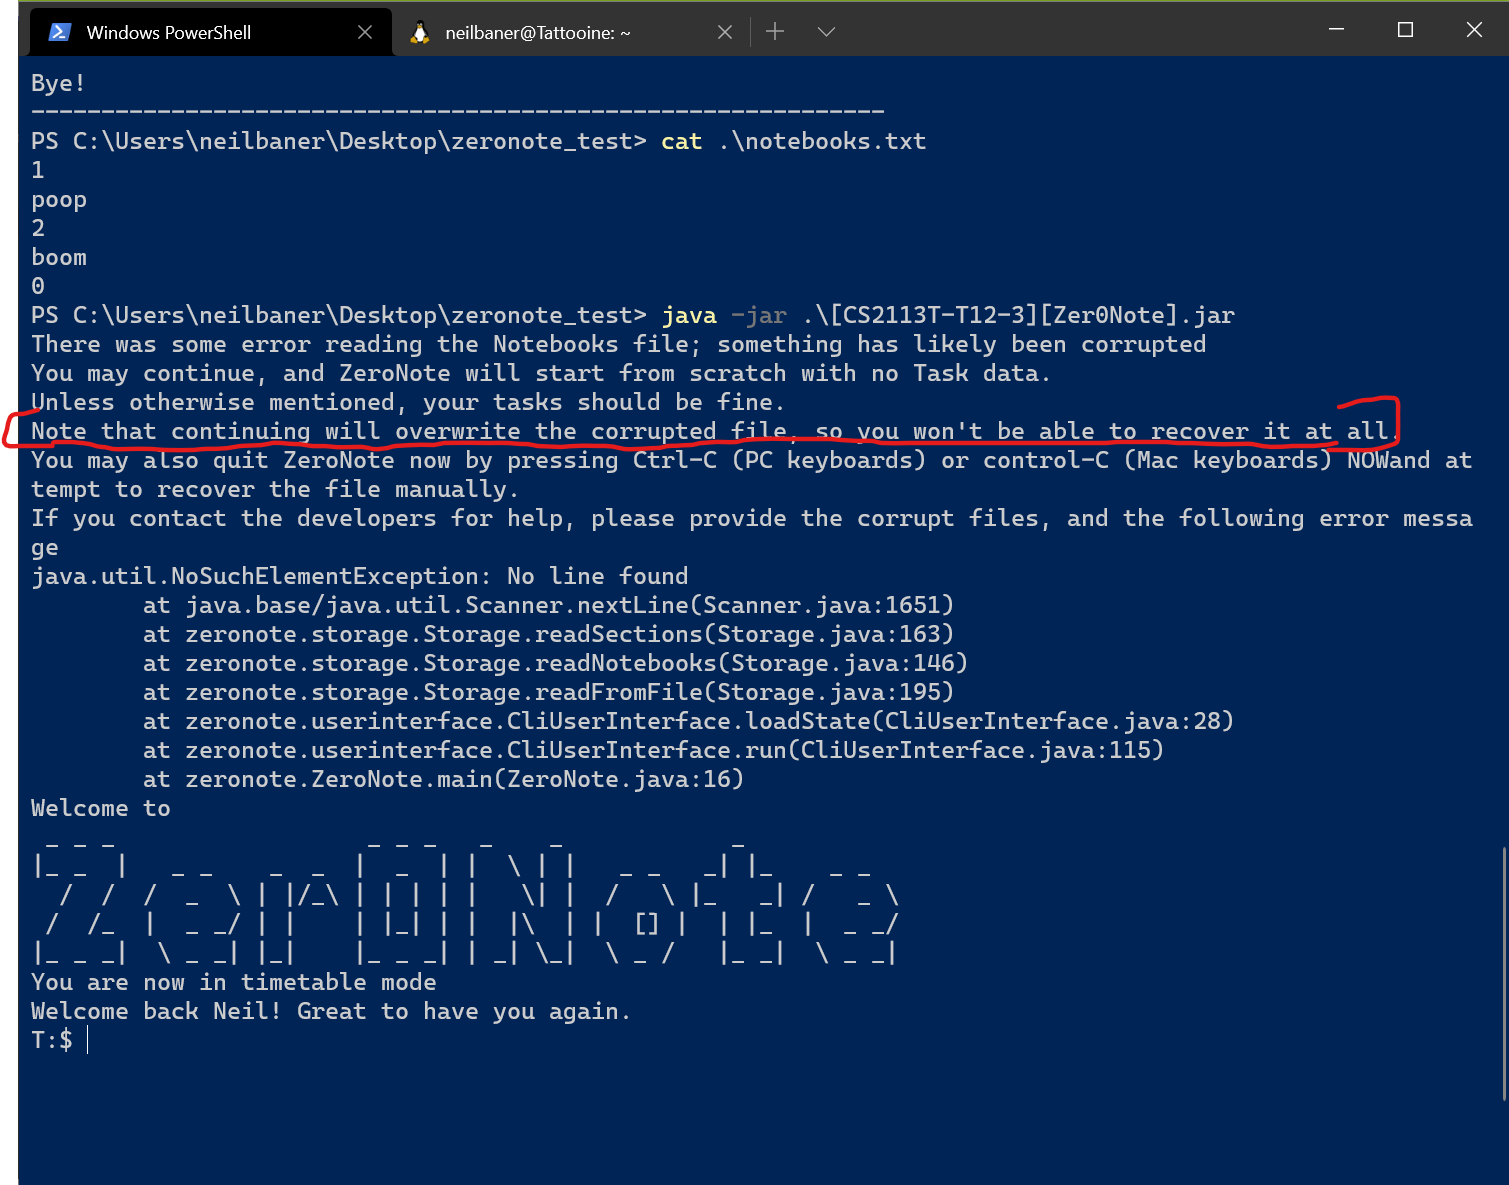 Windows PowerShell
neilbaner@Tattooine: ~
Bye!
-------------------------------------------------------------
PS C:\Users\neilbaner\Desktop\zeronote_test> cat .\notebooks.txt
1
poop
2
boom
0
PS C:\Users\neilbaner\Desktop\zeronote_test> java -jar .\[CS2113T-T12-3][Zer0Note].jar
There was some error reading the Notebooks file; something has likely been corrupted
You may continue, and ZeroNote will start from scratch with no Task data.
Unless otherwise mentioned, your tasks should be fine.
Note that continuing will overwrite the corrupted file, so you won't be able to recover it at all.
You may also quit ZeroNote now by pressing Ctrl-C (PC keyboards) or control-C (Mac keyboards) NOWand at
tempt to recover the file manually.
If you contact the developers for help, please provide the corrupt files, and the following error messa
ge
java.util.NoSuchElementException: No line found
at java.base/java.util.Scanner.nextLine(Scanner.java:1651)
at zeronote.storage.Storage.readSections(Storage.java:163)
at zeronote.storage.Storage.readNotebooks(Storage.java:146)
at zeronote.storage.Storage.readFromFile(Storage.java:195)
at zeronote.userinterface.CliUserInterface.loadState(CliUserInterface.java:28)
at zeronote.userinterface.CliUserInterface.run(CliUserInterface.java:115)
at zeronote.ZeroNote.main(ZeroNote.java:16)
Welcome to
Zer0Note
You are now in timetable mode
Welcome back Neil! Great to have you again.
T:$